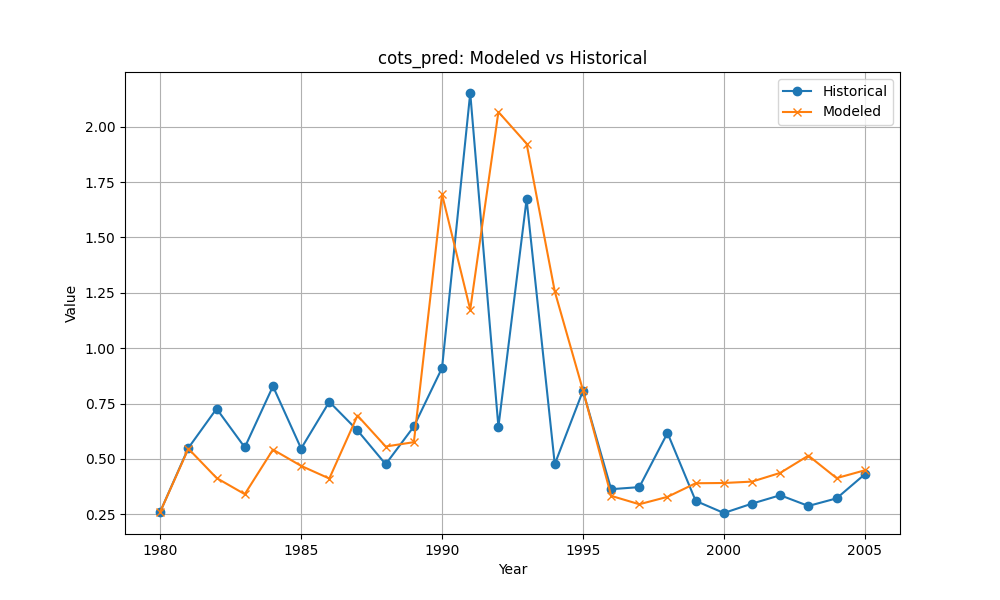 cots_pred: Modeled vs Historical
Historical
Modeled
Value
2.00
1.75
1.50
1.25
1.00
0.75
0.50
0.25
1980 1985 1990 1995 2000 2005
Year